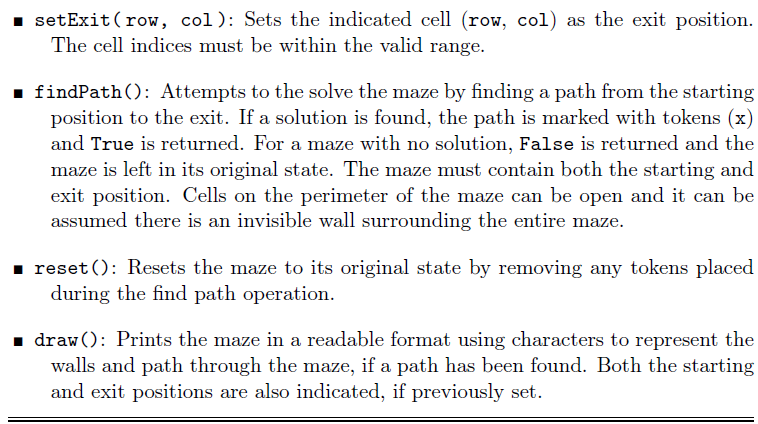 ▪ setExit( row, col ): Sets the indicated cell (row, col) as the exit position.
The cell indices must be within the valid range.
▪ findPath(): Attempts to the solve the maze by finding a path from the starting
position to the exit. If a solution is found, the path is marked with tokens (x)
and True is returned. For a maze with no solution, False is returned and the
maze is left in its original state. The maze must contain both the starting and
exit position. Cells on the perimeter of the maze can be open and it can be
assumed there is an invisible wall surrounding the entire maze.
▪ reset(): Resets the maze to its original state by removing any tokens placed
during the find path operation.
▪ draw(): Prints the maze in a readable format using characters to represent the
walls and path through the maze, if a path has been found. Both the starting
and exit positions are also indicated, if previously set.